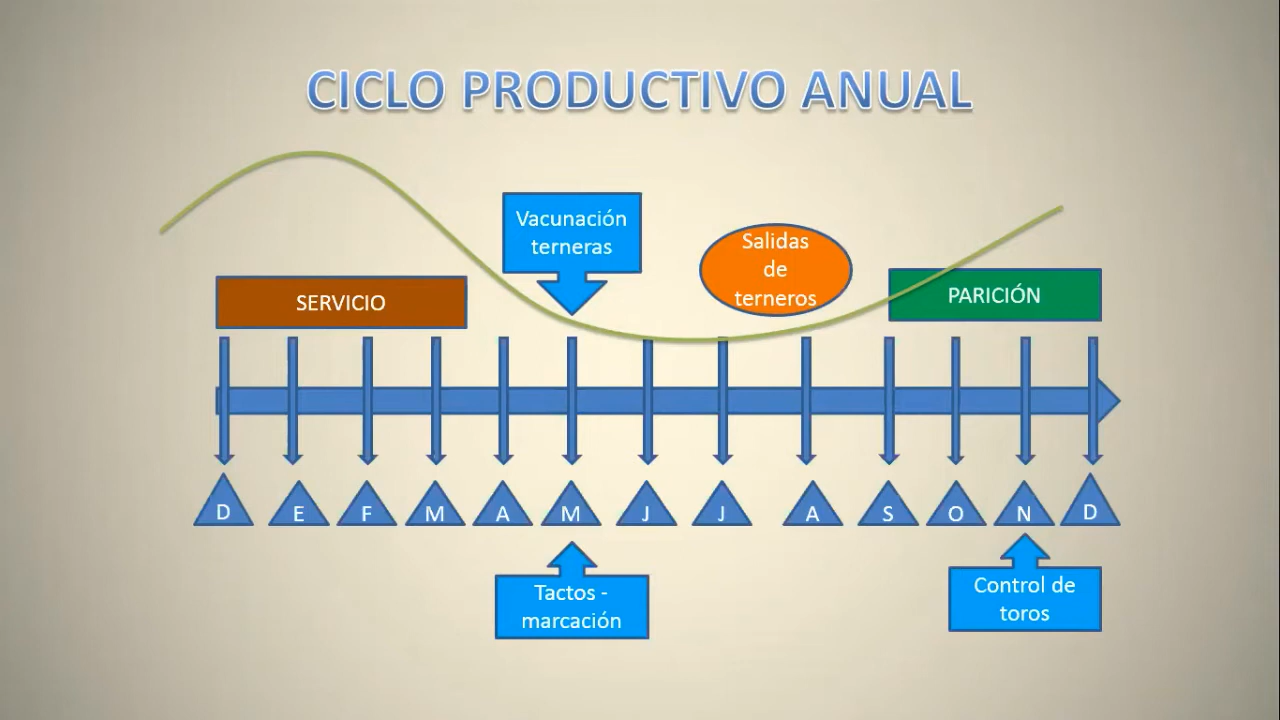 CICLO PRODUCTIVO ANUAL
Vacunación
terneras
Salidas
de
terneros
SERVICIO
PARICIÓN
D E F M A M J J A S O N D
Tactos -
marcación
Control de
toros